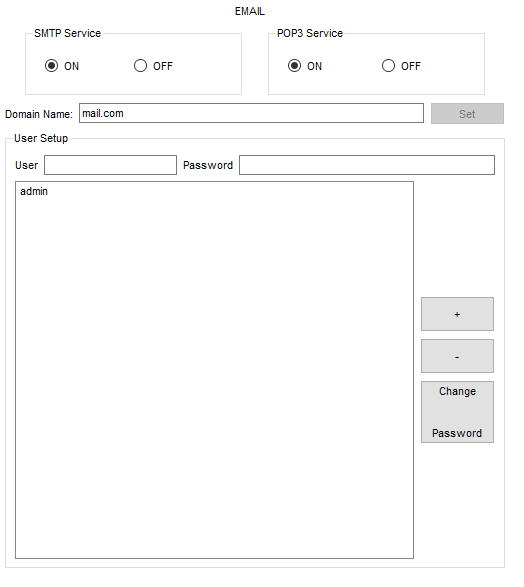 EMAIL
SMTP Service
POP3 Service
ON
OFF
ON
OFF
Domain Name:
mail.com
Set
User Setup
User
Password
admin
+
-
Change
Password